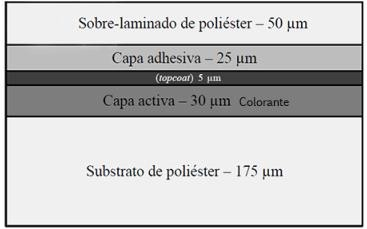 Sobre-laminado de poliéster – 50 µm
Capa adhesiva – 25 µm
(topcoat) 5 µm
Capa activa – 30 µm Colorante
Substrato de poliéster – 175 µm